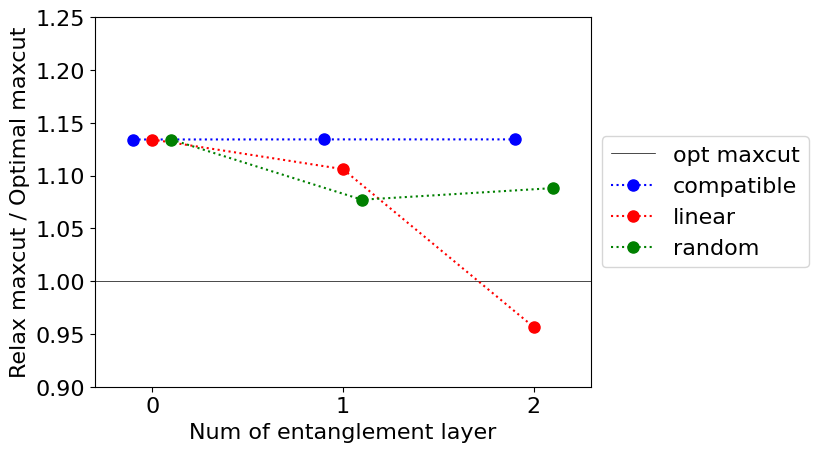 Relax maxcut / Optimal maxcut
1.25
1.20
1.15
1.10
1.05
1.00
0.95
0.90
0
1
2
Num of entanglement layer
opt maxcut
compatible
linear
random